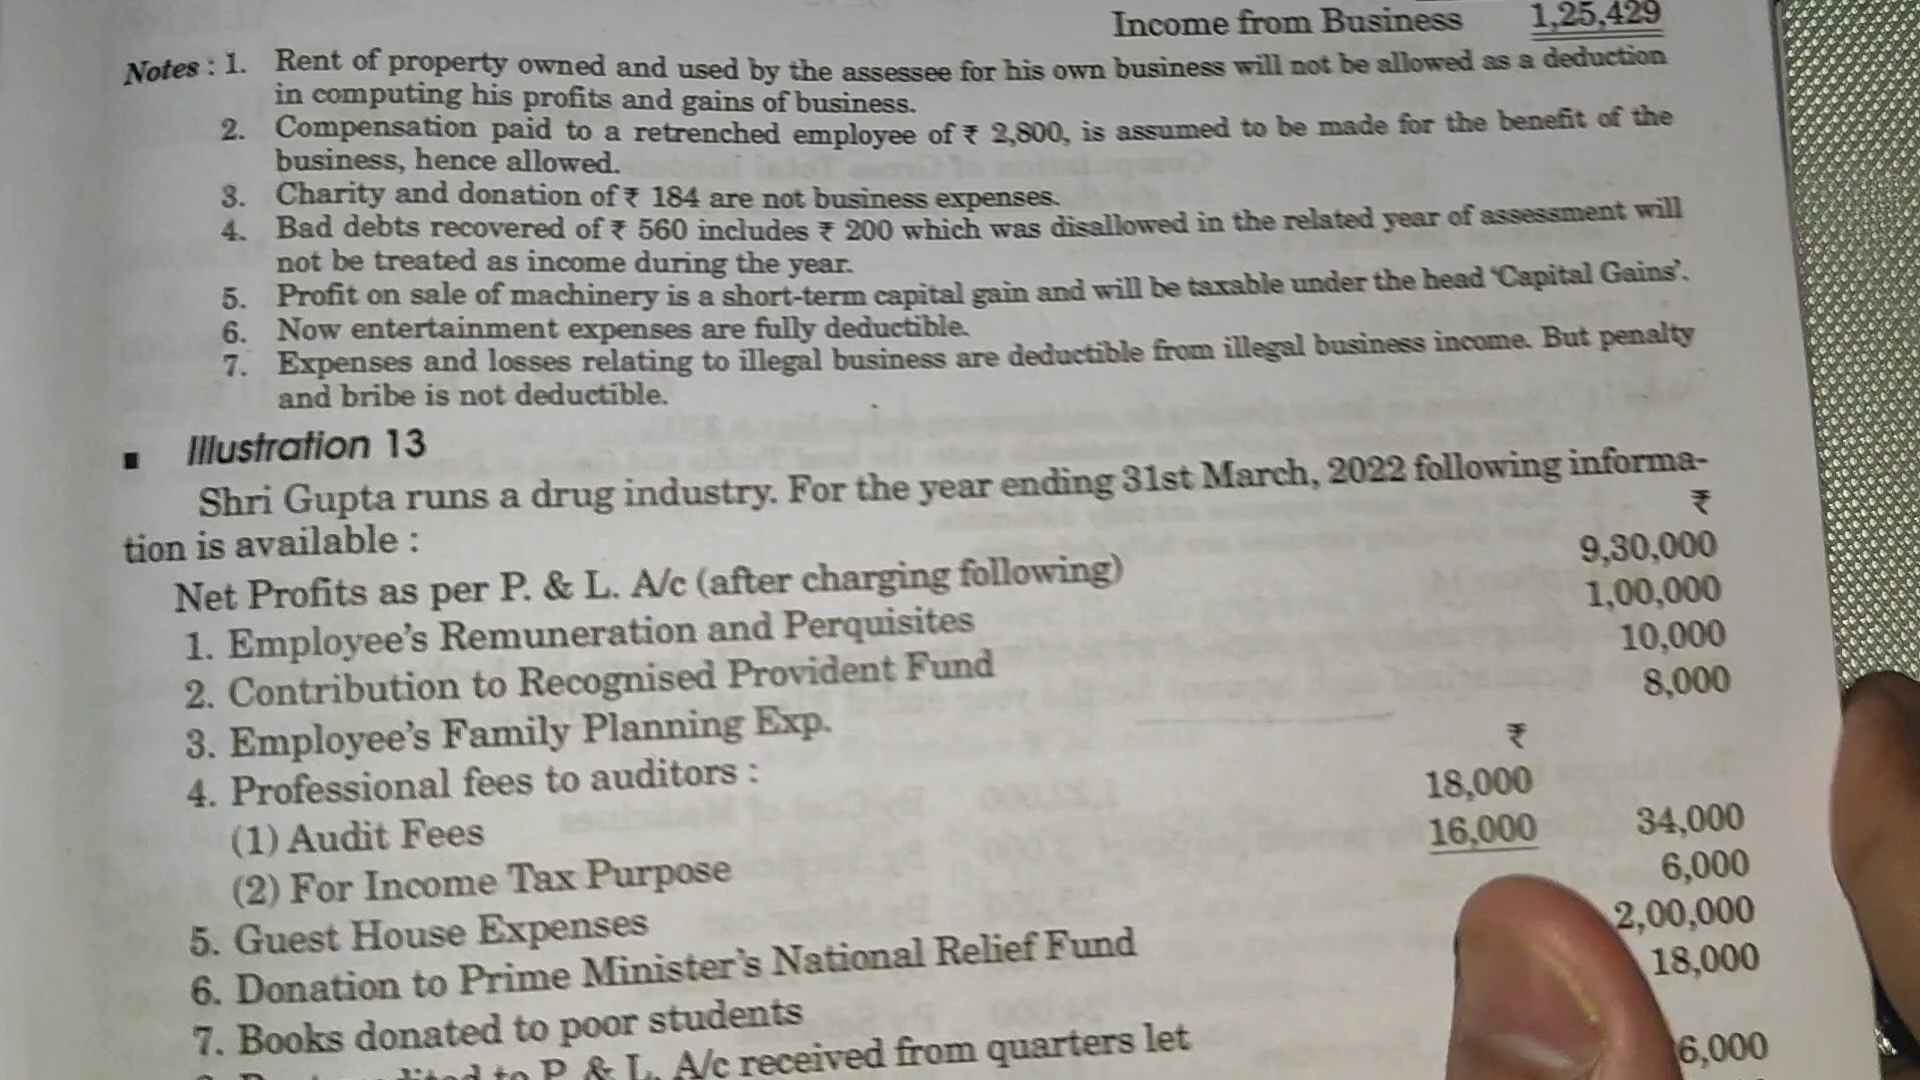 Income from Business 1,25,429
Notes : 1. Rent of property owned and used by the assessee for his own business will not be allowed as a deduction
in computing his profits and gains of business.
2. Compensation paid to a retrenched employee of ₹ 2,800, is assumed to be made for the benefit of the
business, hence allowed.
3. Charity and donation of ₹ 184 are not business expenses.
4. Bad debts recovered of ₹ 560 includes ₹ 200 which was disallowed in the related year of assessment will
not be treated as income during the year.
5. Profit on sale of machinery is a short-term capital gain and will be taxable under the head 'Capital Gains'.
6. Now entertainment expenses are fully deductible.
7. Expenses and losses relating to illegal business are deductible from illegal business income. But penalty
and bribe is not deductible.
■ Illustration 13
Shri Gupta runs a drug industry. For the year ending 31st March, 2022 following informa-
tion is available : ₹
Net Profits as per P. & L. A/c (after charging following) 9,30,000
1. Employee's Remuneration and Perquisites 1,00,000
2. Contribution to Recognised Provident Fund 10,000
3. Employee's Family Planning Exp. 8,000
4. Professional fees to auditors : ₹
(1) Audit Fees 18,000
(2) For Income Tax Purpose 16,000 34,000
5. Guest House Expenses 6,000
6. Donation to Prime Minister's National Relief Fund 2,00,000
7. Books donated to poor students 18,000
to P. & L. A/c received from quarters let 6,000